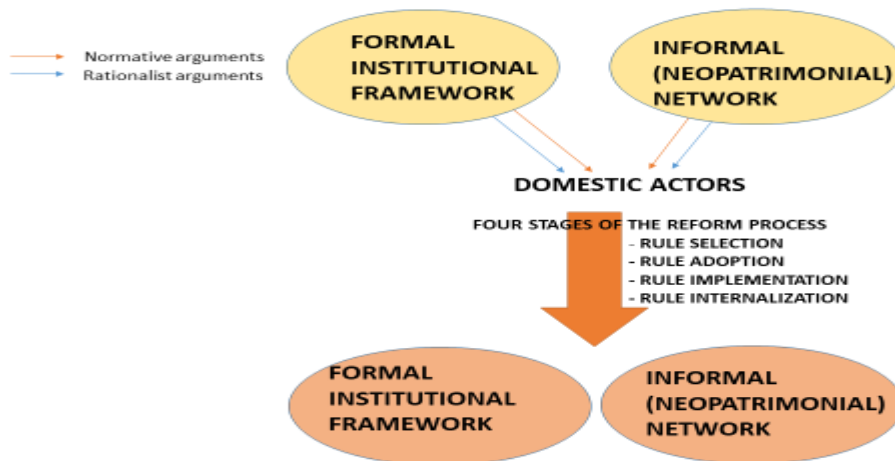 Normative arguments
Rationalist arguments
FORMAL
INSTITUTIONAL
FRAMEWORK
INFORMAL
(NEOPATRIMONIAL)
NETWORK
DOMESTIC ACTORS
FOUR STAGES OF THE REFORM PROCESS
- RULE SELECTION
- RULE ADOPTION
- RULE IMPLEMENTATION
- RULE INTERNALIZATION
FORMAL
INSTITUTIONAL
FRAMEWORK
INFORMAL
(NEOPATRIMONIAL)
NETWORK